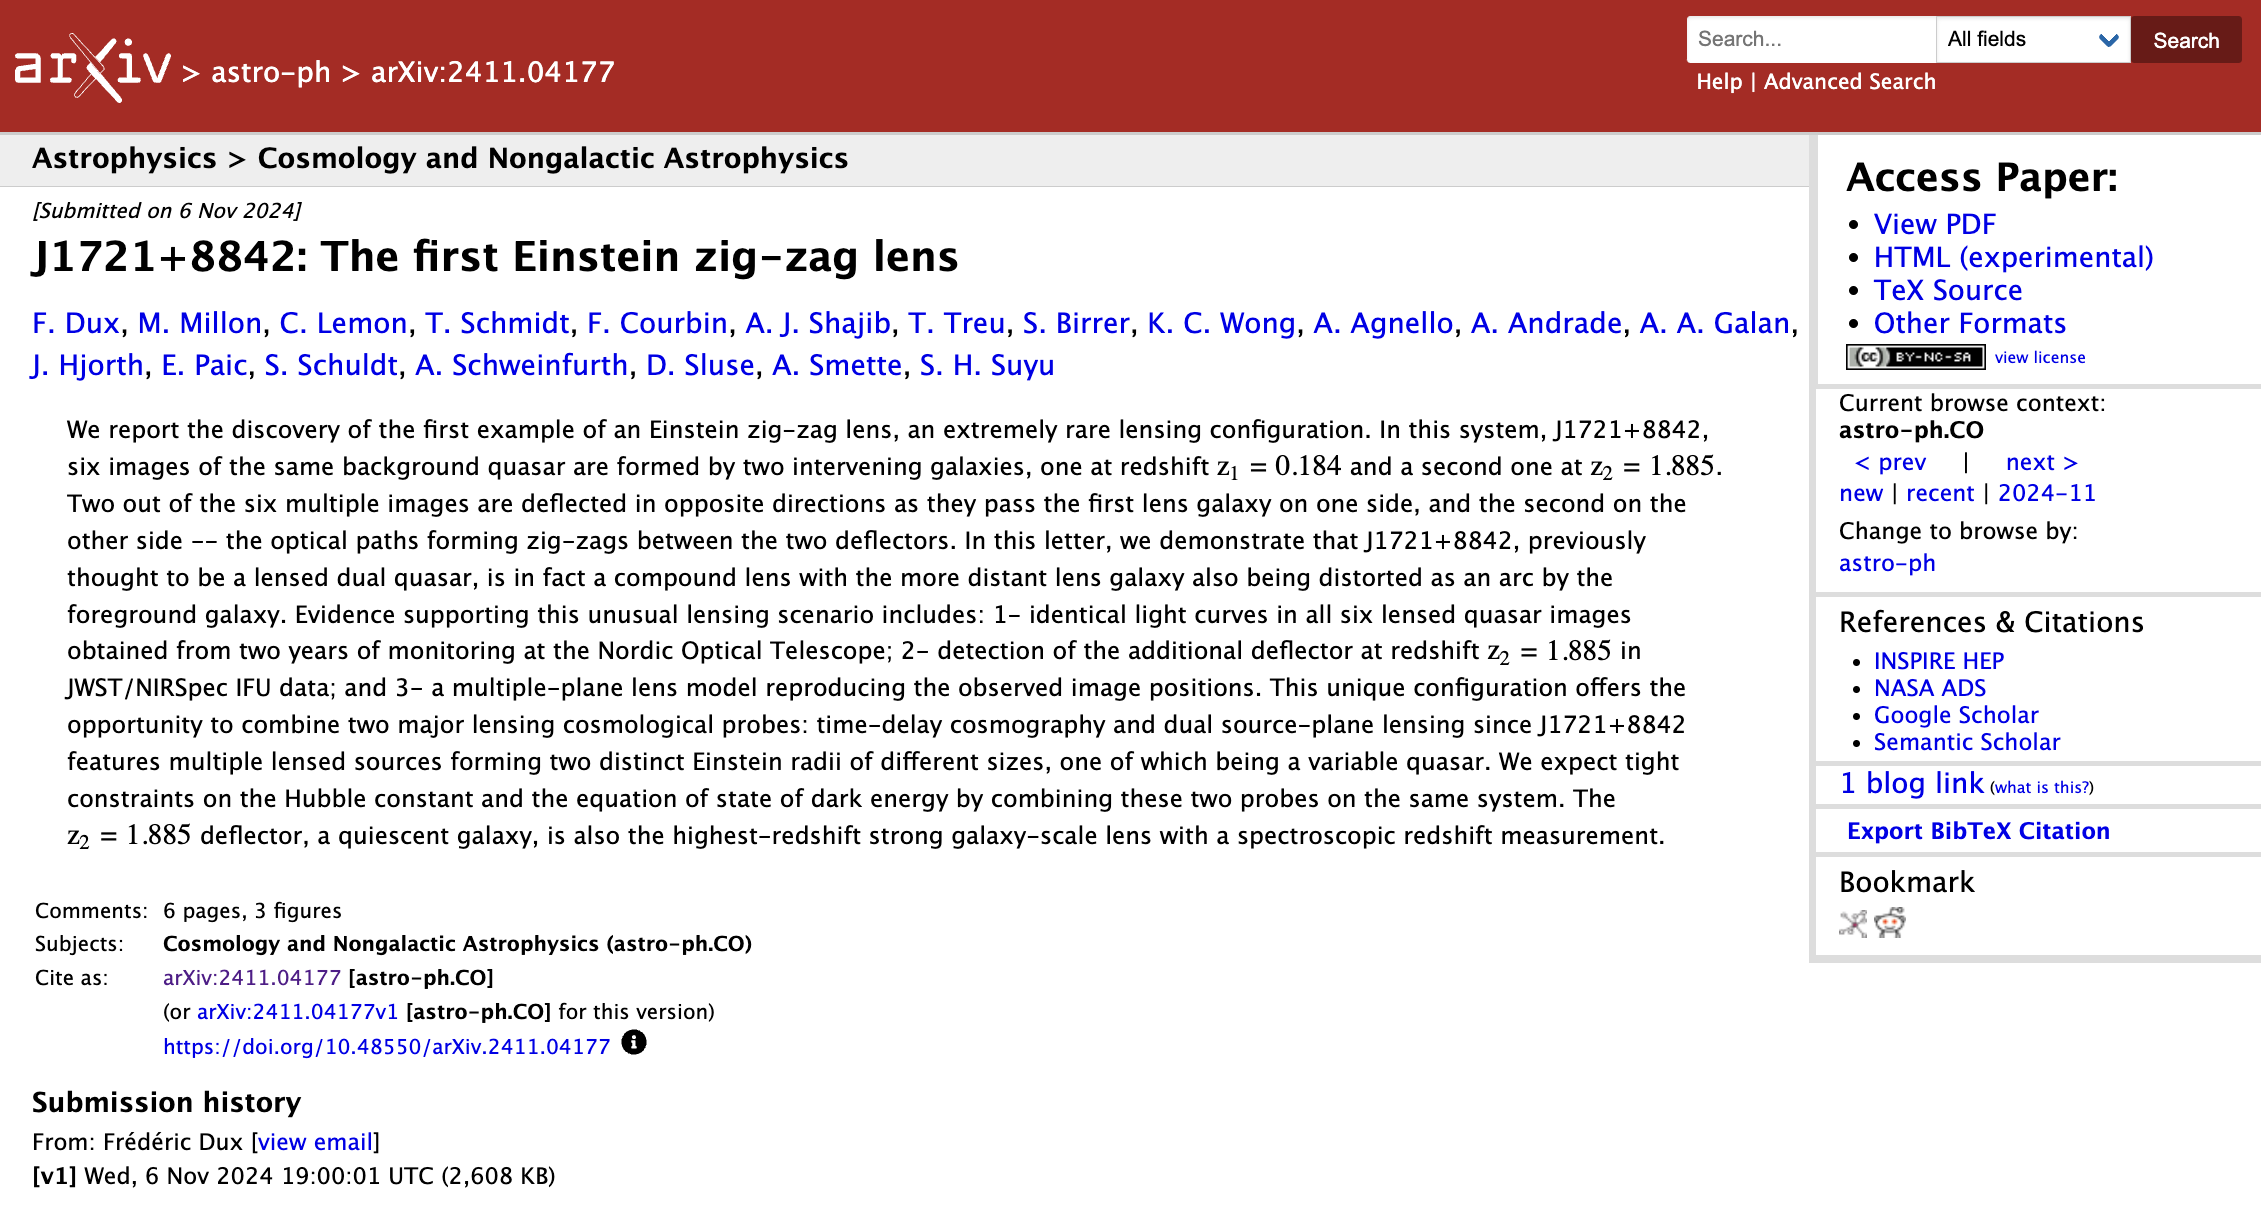 arXiv > astro-ph > arXiv:2411.04177
Search...
All fields
Search
Help | Advanced Search
Astrophysics > Cosmology and Nongalactic Astrophysics
[Submitted on 6 Nov 2024]
J1721+8842: The first Einstein zig-zag lens
F. Dux, M. Millon, C. Lemon, T. Schmidt, F. Courbin, A. J. Shajib, T. Treu, S. Birrer, K. C. Wong, A. Agnello, A. Andrade, A. A. Galan,
J. Hjorth, E. Paic, S. Schuldt, A. Schweinfurth, D. Sluse, A. Smette, S. H. Suyu
We report the discovery of the first example of an Einstein zig-zag lens, an extremely rare lensing configuration. In this system, J1721+8842,
six images of the same background quasar are formed by two intervening galaxies, one at redshift z₁ = 0.184 and a second one at z₂ = 1.885.
Two out of the six multiple images are deflected in opposite directions as they pass the first lens galaxy on one side, and the second on the
other side -- the optical paths forming zig-zags between the two deflectors. In this letter, we demonstrate that J1721+8842, previously
thought to be a lensed dual quasar, is in fact a compound lens with the more distant lens galaxy also being distorted as an arc by the
foreground galaxy. Evidence supporting this unusual lensing scenario includes: 1- identical light curves in all six lensed quasar images
obtained from two years of monitoring at the Nordic Optical Telescope; 2- detection of the additional deflector at redshift z₂ = 1.885 in
JWST/NIRSpec IFU data; and 3- a multiple-plane lens model reproducing the observed image positions. This unique configuration offers the
opportunity to combine two major lensing cosmological probes: time-delay cosmography and dual source-plane lensing since J1721+8842
features multiple lensed sources forming two distinct Einstein radii of different sizes, one of which being a variable quasar. We expect tight
constraints on the Hubble constant and the equation of state of dark energy by combining these two probes on the same system. The
z₂ = 1.885 deflector, a quiescent galaxy, is also the highest-redshift strong galaxy-scale lens with a spectroscopic redshift measurement.
Comments: 6 pages, 3 figures
Subjects: Cosmology and Nongalactic Astrophysics (astro-ph.CO)
Cite as: arXiv:2411.04177 [astro-ph.CO]
(or arXiv:2411.04177v1 [astro-ph.CO] for this version)
https://doi.org/10.48550/arXiv.2411.04177
Submission history
From: Frédéric Dux [view email]
[v1] Wed, 6 Nov 2024 19:00:01 UTC (2,608 KB)
Access Paper:
View PDF
HTML (experimental)
TeX Source
Other Formats
(cc) BY-NC-SA view license
Current browse context:
astro-ph.CO
< prev | next >
new | recent | 2024-11
Change to browse by:
astro-ph
References & Citations
INSPIRE HEP
NASA ADS
Google Scholar
Semantic Scholar
1 blog link (what is this?)
Export BibTeX Citation
Bookmark